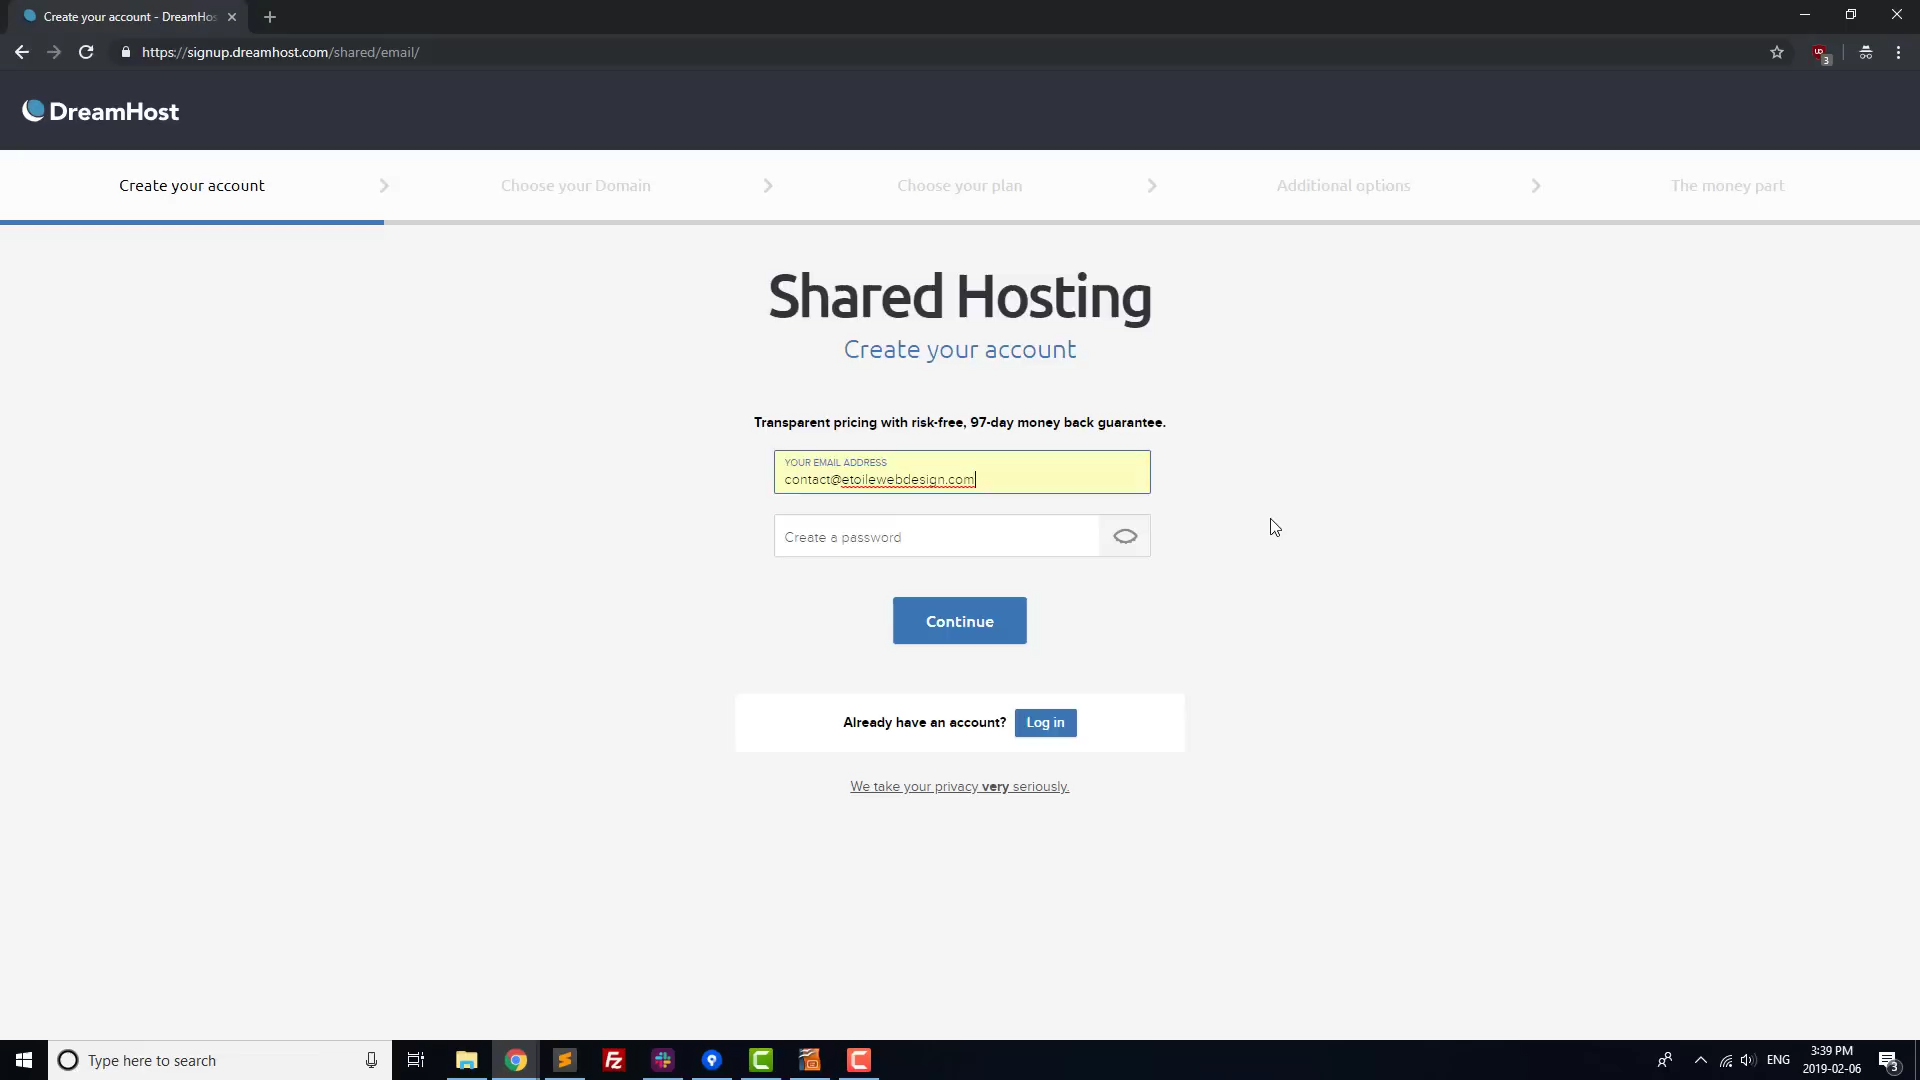 Create your account - DreamHos
https://signup.dreamhost.com/shared/email/
3
DreamHost
Create your account
Choose your Domain
Choose your plan
Additional options
The money part
Shared Hosting
Create your account
Transparent pricing with risk-free, 97-day money back guarantee.
YOUR EMAIL ADDRESS
contact@etoilewebdesign.com
Create a password
Continue
Already have an account? Log in
We take your privacy very seriously.
Type here to search
ENG
3:39 PM
2019-02-06
3